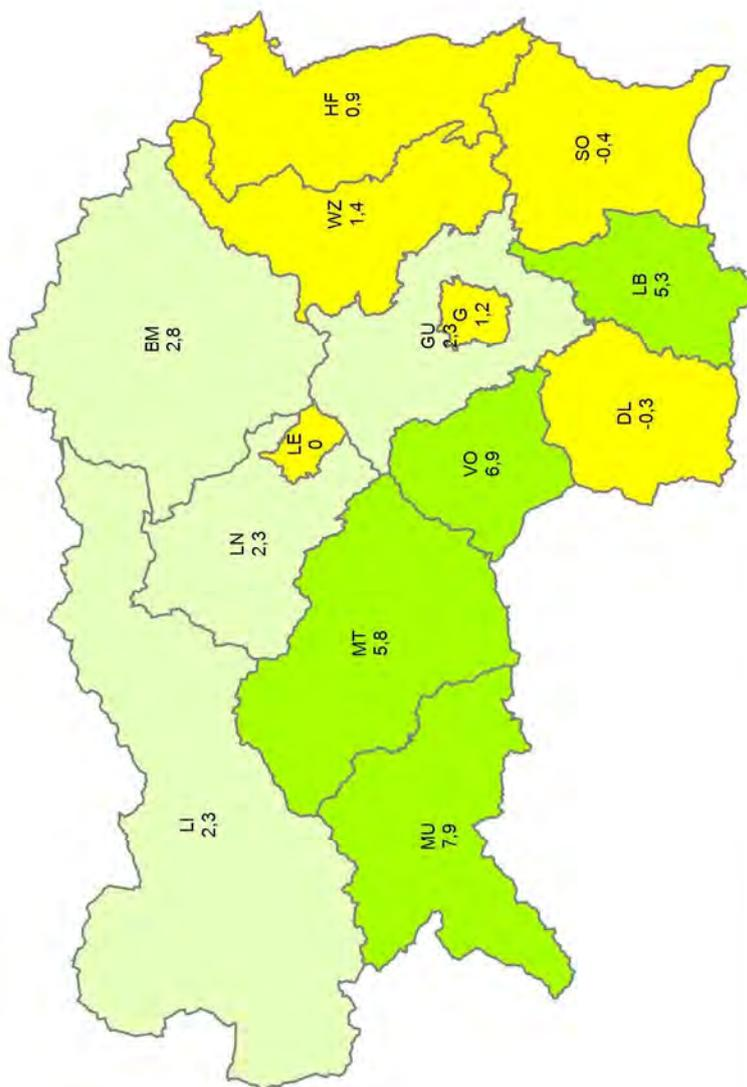 BM
2,8
LI
2,3
LN
2,3
LE
0
HF
0,9
WZ
1,4
MT
5,8
MU
7,9
GU
2,3
G
1,2
VO
6,9
SO
-0,4
DL
-0,3
LB
5,3